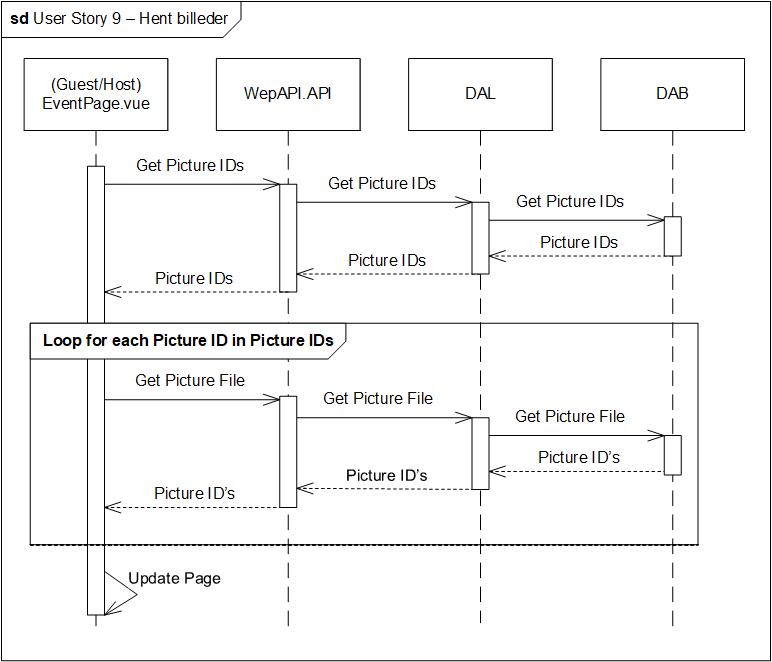 sd User Story 9 – Hent billeder
(Guest/Host)
EventPage.vue
WepAPI.API
DAL
DAB
Get Picture IDs
Get Picture IDs
Get Picture IDs
Picture IDs
Picture IDs
Picture IDs
Loop for each Picture ID in Picture IDs
Get Picture File
Get Picture File
Get Picture File
Picture ID’s
Picture ID’s
Picture ID’s
Update Page